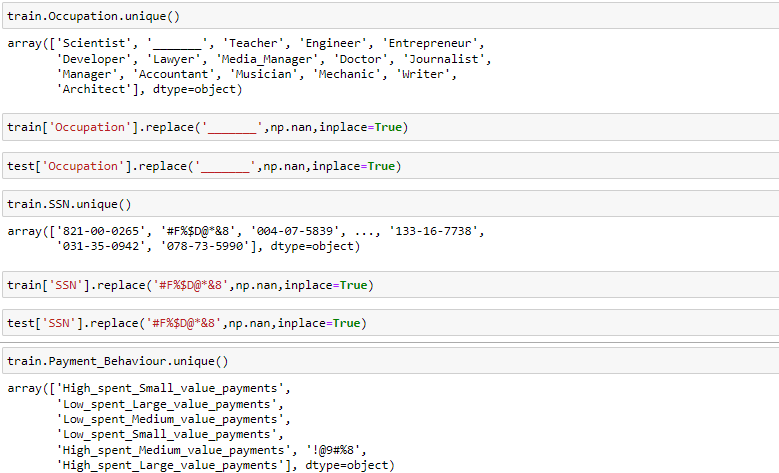 train.Occupation.unique()
array(['Scientist', '_______', 'Teacher', 'Engineer', 'Entrepreneur',
'Developer', 'Lawyer', 'Media_Manager', 'Doctor', 'Journalist',
'Manager', 'Accountant', 'Musician', 'Mechanic', 'Writer',
'Architect'], dtype=object)
train['Occupation'].replace('_______',np.nan,inplace=True)
test['Occupation'].replace('_______',np.nan,inplace=True)
train.SSN.unique()
array(['821-00-0265', '#F%$D@*&8', '004-07-5839', ..., '133-16-7738',
'031-35-0942', '078-73-5990'], dtype=object)
train['SSN'].replace('#F%$D@*&8',np.nan,inplace=True)
test['SSN'].replace('#F%$D@*&8',np.nan,inplace=True)
train.Payment_Behaviour.unique()
array(['High_spent_Small_value_payments',
'Low_spent_Large_value_payments',
'Low_spent_Medium_value_payments',
'Low_spent_Small_value_payments',
'High_spent_Medium_value_payments', '!@9#%8',
'High_spent_Large_value_payments'], dtype=object)